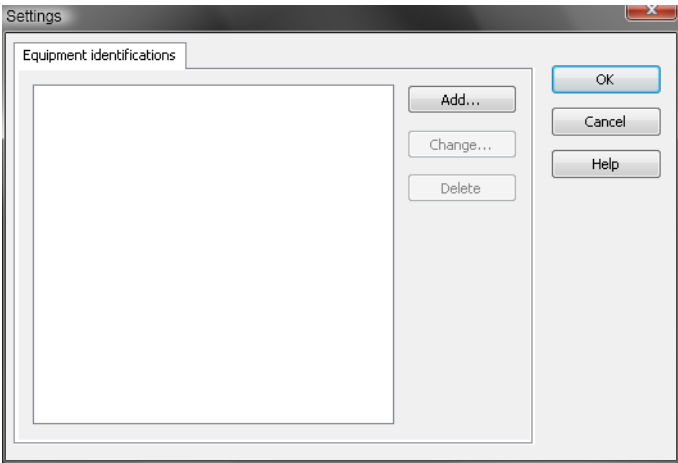 Settings
Equipment identifications
Add...
Change...
Delete
OK
Cancel
Help